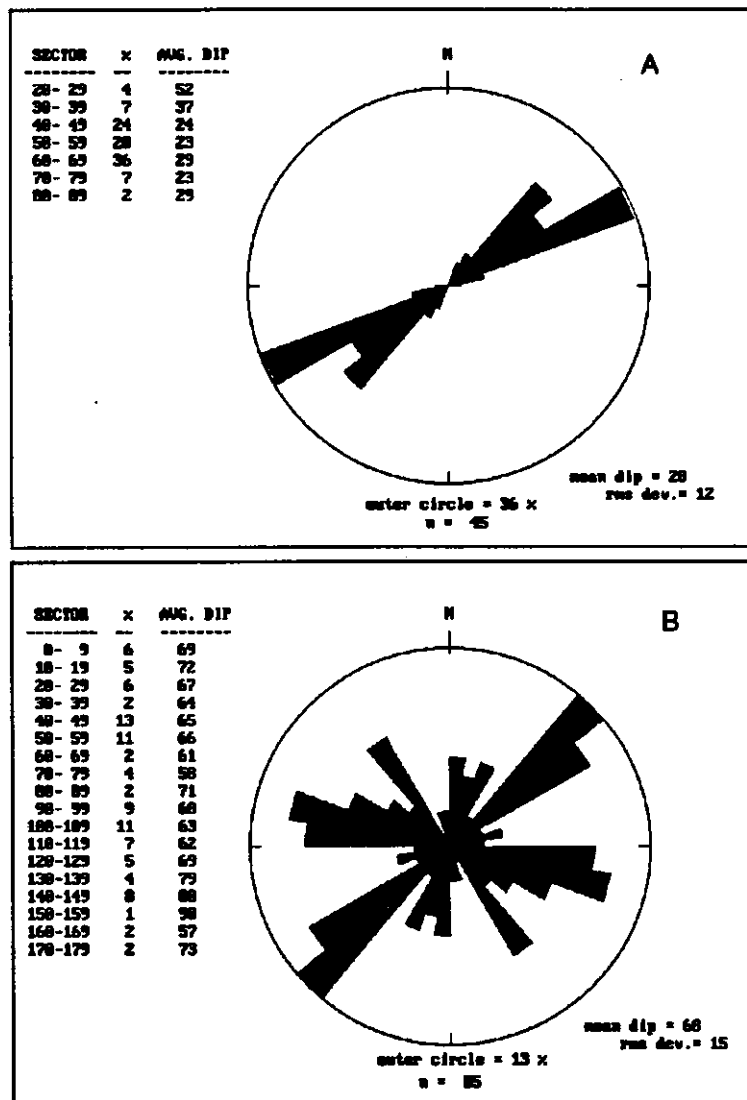 A
SECTOR % AVG. DIP
20- 29 4 52
30- 39 7 37
40- 49 24 24
50- 59 20 23
60- 69 36 29
70- 79 7 23
80- 89 2 29
N
mean dip = 28
rms dev.= 12
outer circle = 36 %
n = 45
B
SECTOR % AVG. DIP
0- 9 6 69
10- 19 5 72
20- 29 6 67
30- 39 2 64
40- 49 13 65
50- 59 11 66
60- 69 2 61
70- 79 4 58
80- 89 2 71
90- 99 9 68
100-109 11 63
110-119 7 62
120-129 5 69
130-139 4 79
140-149 8
150-159 1 90
160-169 2 57
170-179 2 73
N
mean dip = 68
rms dev.= 15
outer circle = 13 %
n = 85